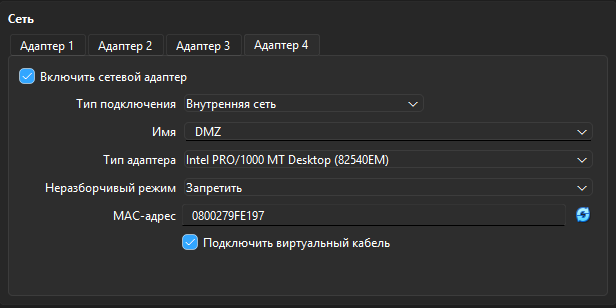 Сеть
Адаптер 1 Адаптер 2 Адаптер 3 Адаптер 4
Включить сетевой адаптер
Тип подключения Внутренняя сеть
Имя DMZ
Тип адаптера Intel PRO/1000 MT Desktop (82540EM)
Неразборчивый режим Запретить
MAC-адрес 0800279FE197
Подключить виртуальный кабель